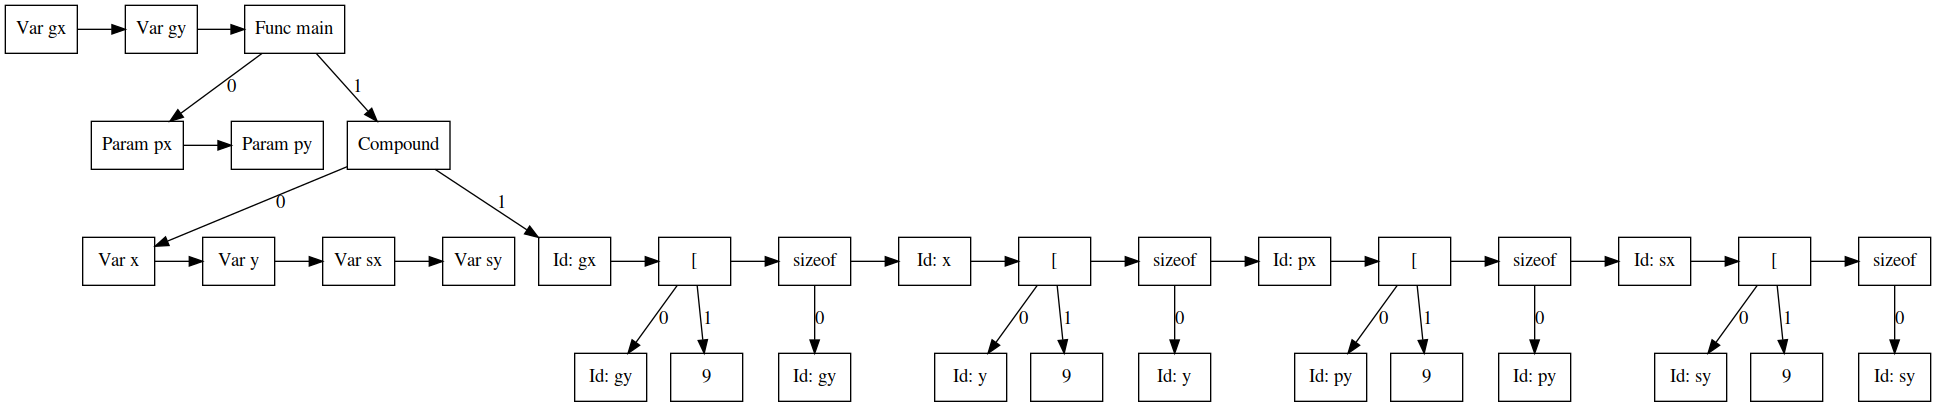 Var gx
Var gy
Func main
0
1
Param px
Param py
Compound
0
1
Var x
Var y
Var sx
Var sy
Id: gx
[
sizeof
Id: x
[
sizeof
Id: px
[
sizeof
Id: sx
[
sizeof
0
1
0
0
1
0
0
1
0
0
1
0
Id: gy
9
Id: gy
Id: y
9
Id: y
Id: py
9
Id: py
Id: sy
9
Id: sy